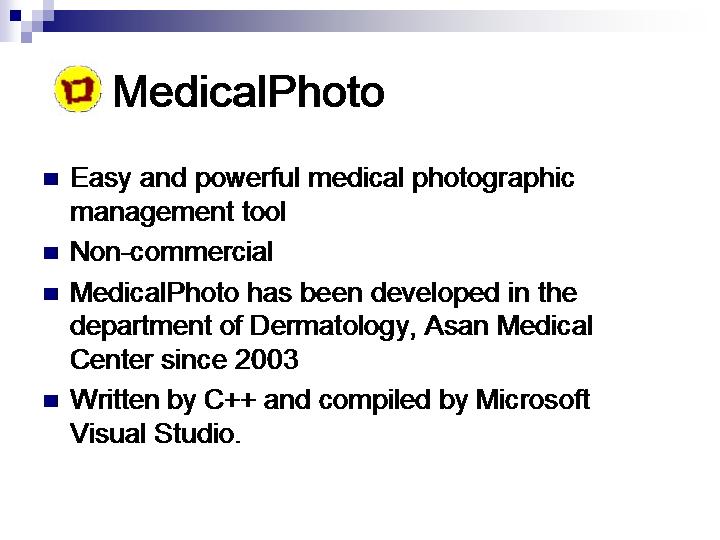 MedicalPhoto
Easy and powerful medical photographic
management tool
Non-commercial
MedicalPhoto has been developed in the
department of Dermatology, Asan Medical
Center since 2003
Written by C++ and compiled by Microsoft
Visual Studio.